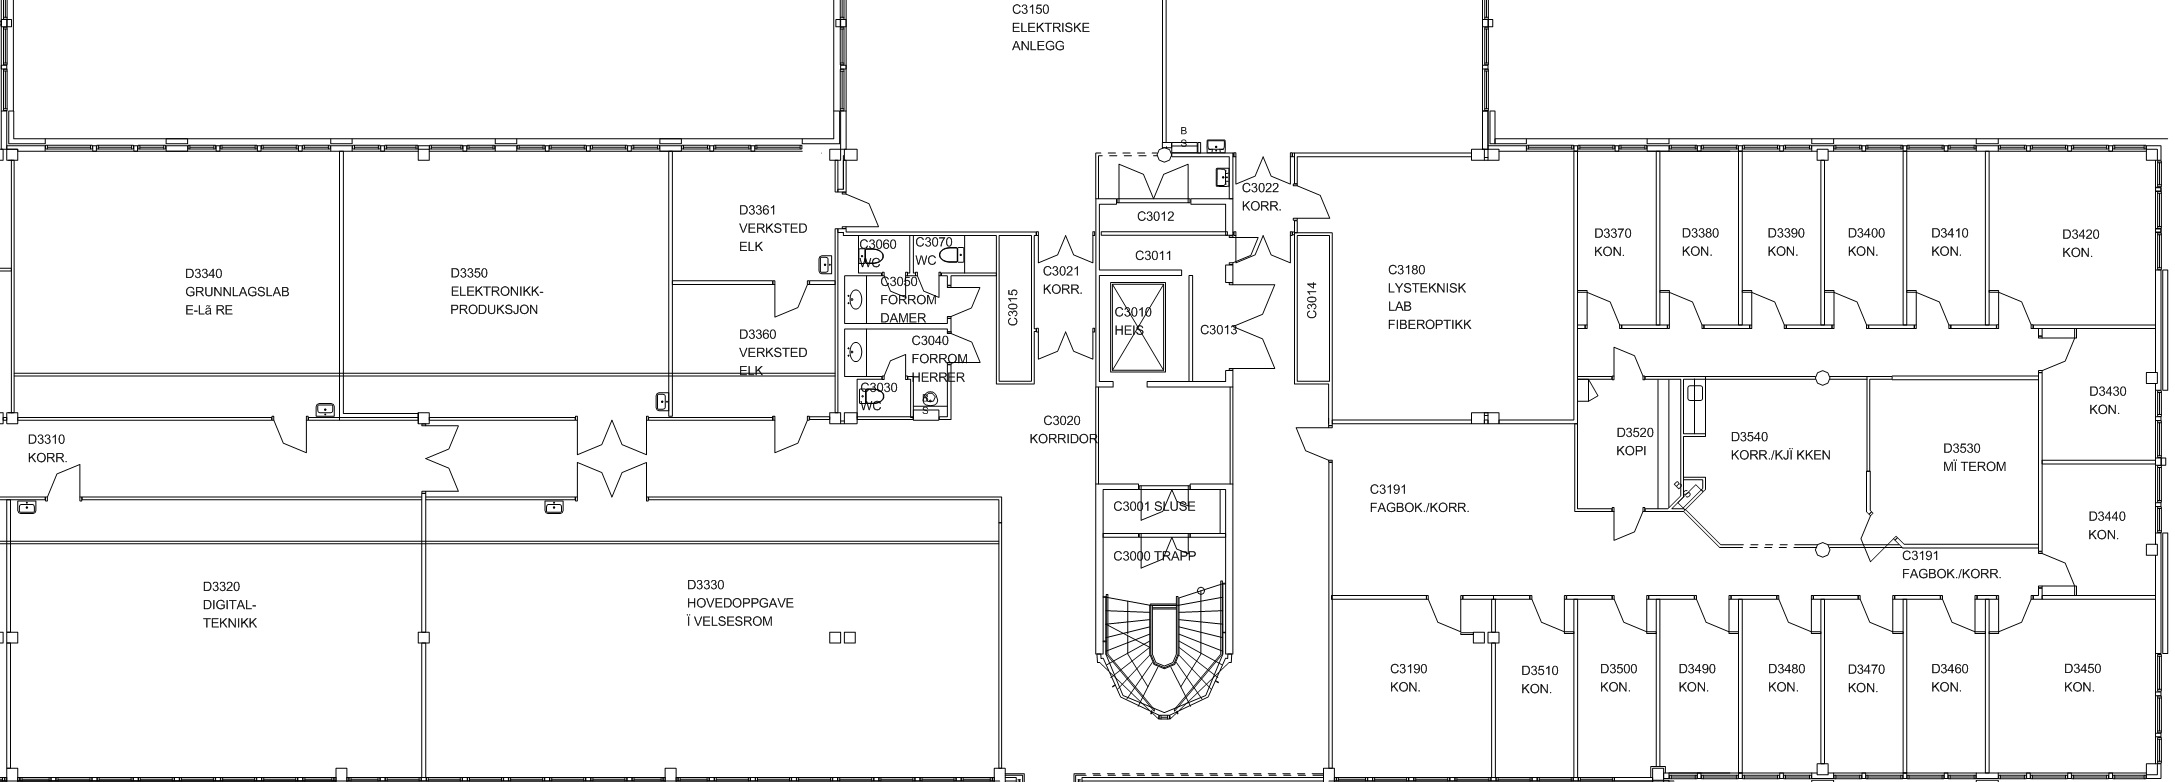 C3150
ELEKTRISKE
ANLEGG
B
S
C3022
KORR.
C3012
C3011
D3361
VERKSTED
ELK
C3060
WC
C3070
WC
C3021
KORR.
C3050
FORROM
DAMER
C3015
C3014
C3010
HEIS
C3013
D3340
GRUNNLAGSLAB
E-Lã RE
D3350
ELEKTRONIKK-
PRODUKSJON
D3360
VERKSTED
ELK
C3040
FORROM
HERRER
C3030
WC
B
S
C3180
LYSTEKNISK
LAB
FIBEROPTIKK
D3370
KON.
D3380
KON.
D3390
KON.
D3400
KON.
D3410
KON.
D3420
KON.
D3430
KON.
D3310
KORR.
C3020
KORRIDOR
D3520
KOPI
D3540
KORR./KJÏ KKEN
D3530
MÏ TEROM
B
S
C3191
FAGBOK./KORR.
D3440
KON.
C3001 SLUSE
C3000 TRAPP
C3191
FAGBOK./KORR.
D3320
DIGITAL-
TEKNIKK
D3330
HOVEDOPPGAVE
Ï VELSESROM
C3190
KON.
D3510
KON.
D3500
KON.
D3490
KON.
D3480
KON.
D3470
KON.
D3460
KON.
D3450
KON.